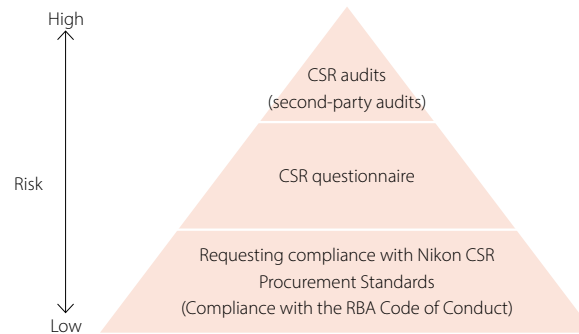 High
CSR audits
(second-party audits)
CSR questionnaire
Risk
Requesting compliance with Nikon CSR
Procurement Standards
(Compliance with the RBA Code of Conduct)
Low